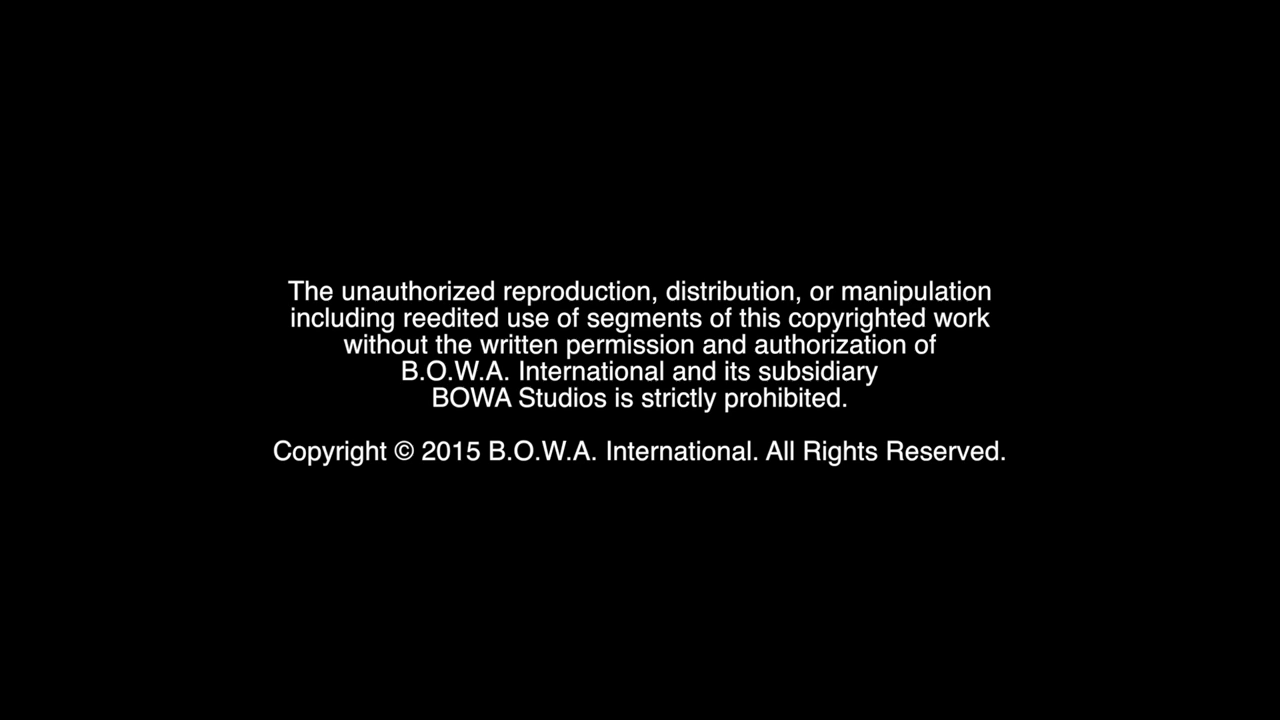 The unauthorized reproduction, distribution, or manipulation
including reedited use of segments of this copyrighted work
without the written permission and authorization of
B.O.W.A. International and its subsidiary
BOWA Studios is strictly prohibited.
Copyright © 2015 B.O.W.A. International. All Rights Reserved.